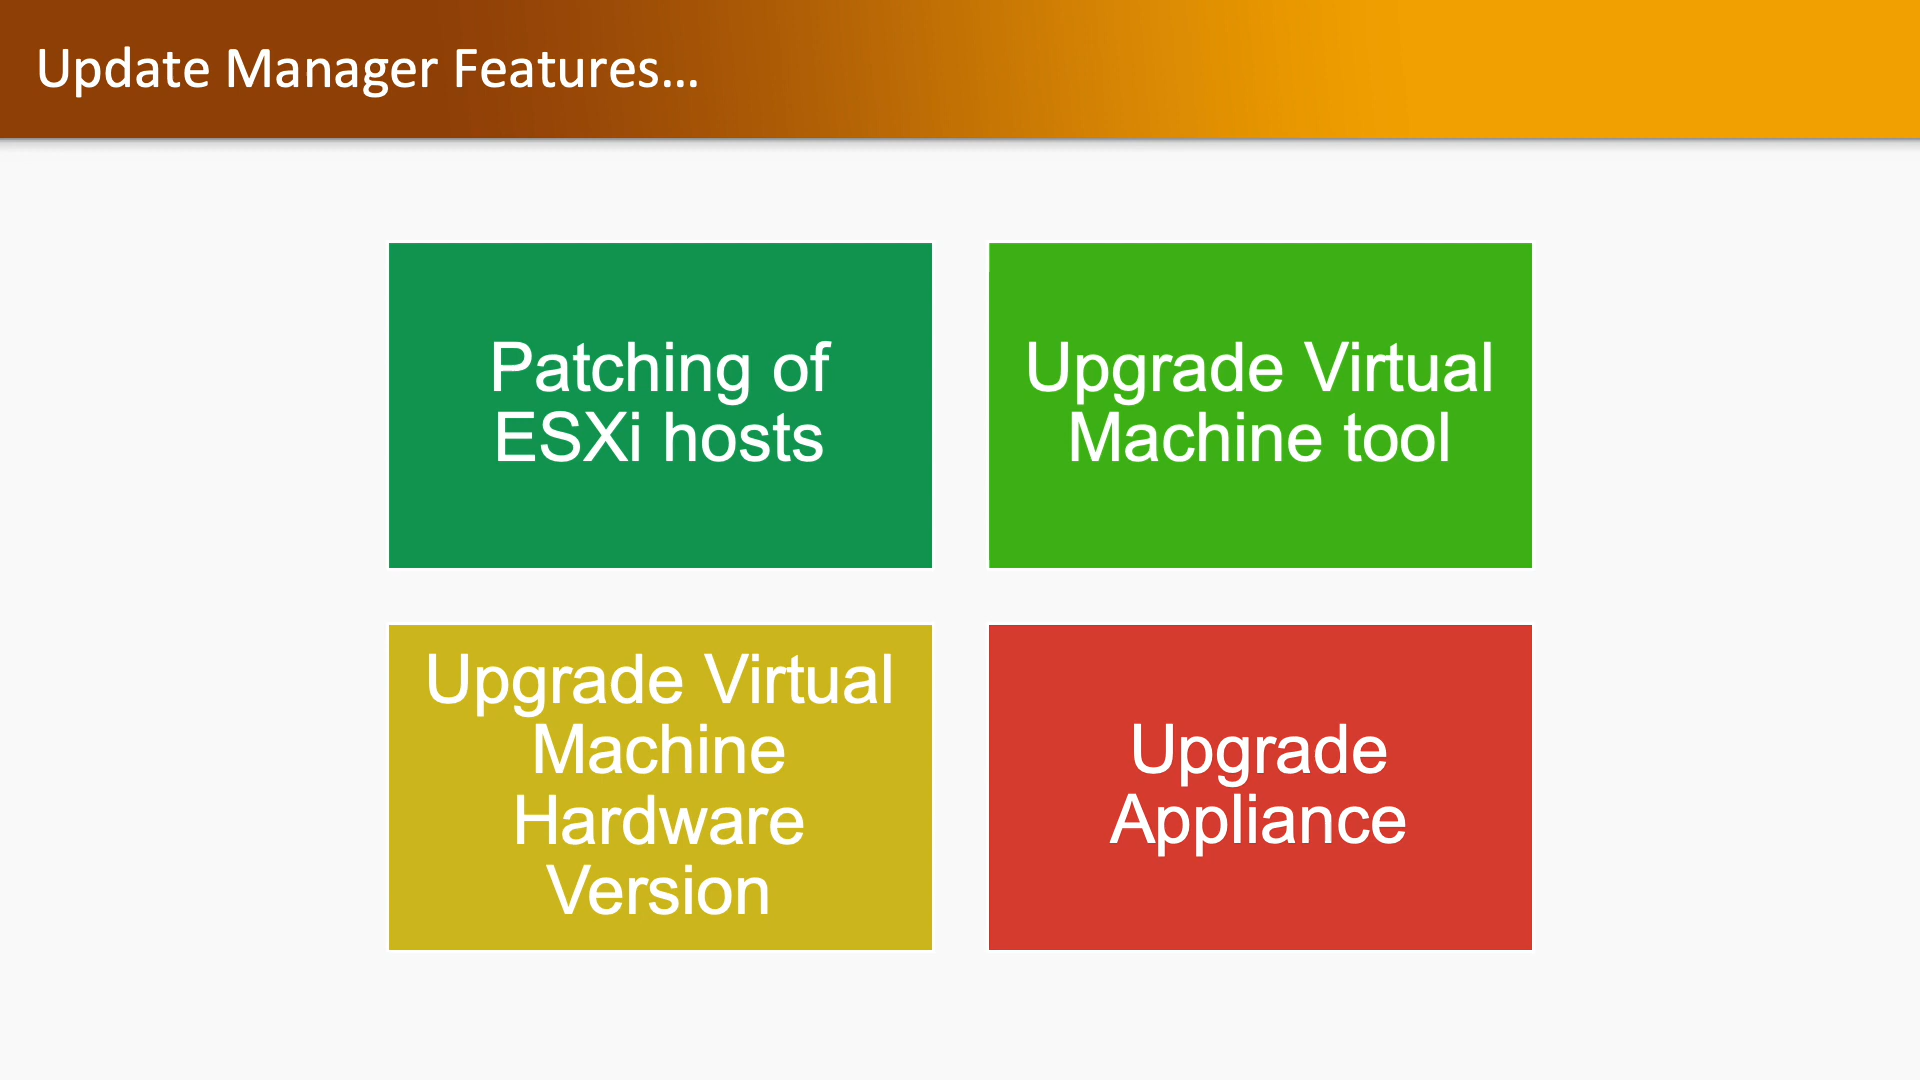 Update Manager Features...
Patching of
ESXi hosts
Upgrade Virtual
Machine tool
Upgrade Virtual
Machine
Hardware
Version
Upgrade
Appliance